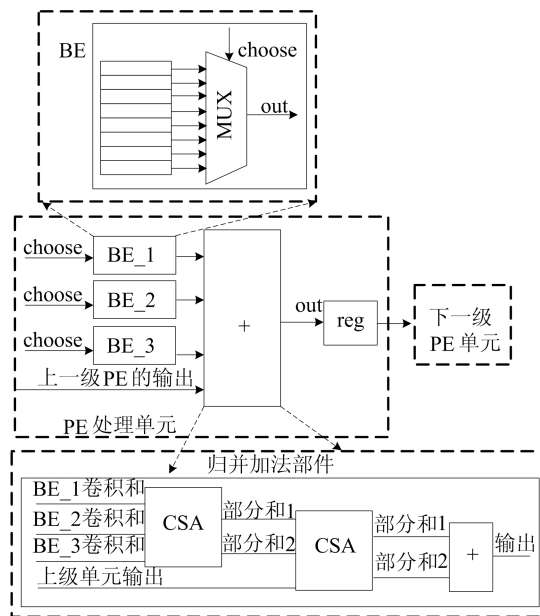 BE
choose
MUX
out
choose
BE_1
choose
BE_2
choose
BE_3
+
out
reg
下一级
PE单元
上一级PE的输出
PE处理单元
归并加法部件
BE_1卷积和
BE_2卷积和
BE_3卷积和
上级单元输出
CSA
部分和1
部分和2
CSA
部分和1
部分和2
+
输出